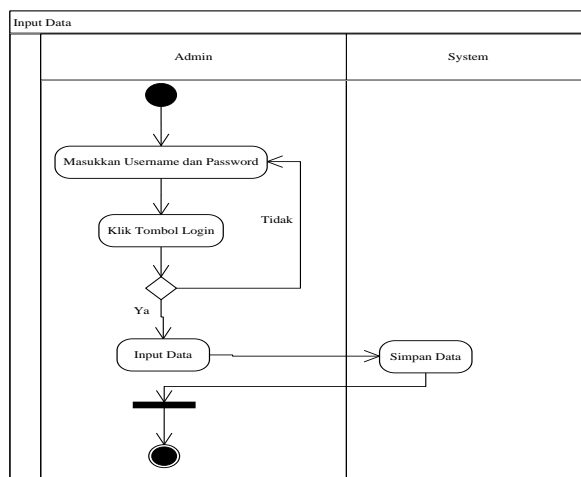 Input Data
Admin
System
Masukkan Username dan Password
Klik Tombol Login
Tidak
Ya
Input Data
Simpan Data